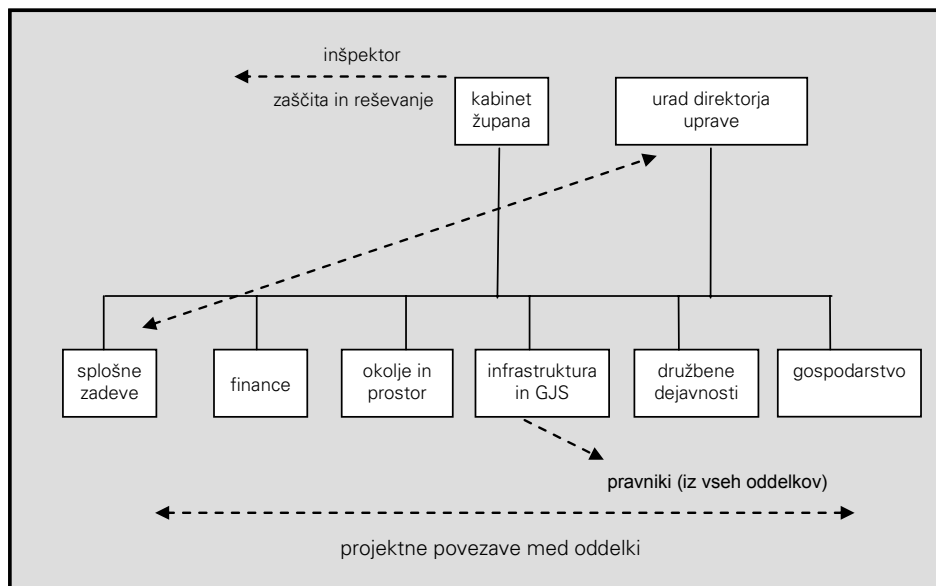 inšpektor
zaščita in reševanje
kabinet
župana
urad direktorja
uprave
splošne
zadeve
finance
okolje in
prostor
infrastruktura
in GJS
družbene
dejavnosti
gospodarstvo
pravniki (iz vseh oddelkov)
projektne povezave med oddelki